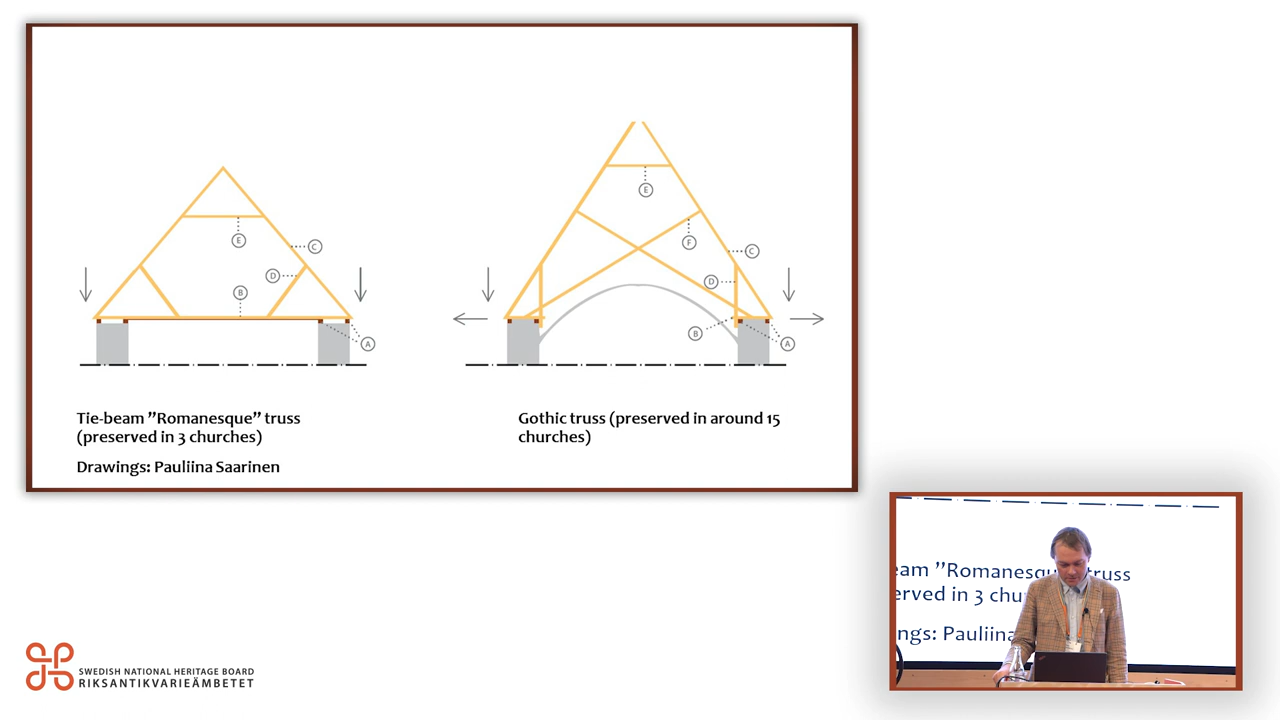 E
C
D
B
A
E
F
C
D
B
A
Tie-beam ”Romanesque” truss
(preserved in 3 churches)
Drawings: Pauliina Saarinen
Gothic truss (preserved in around 15
churches)
eam ”Romanesqu truss
erved in 3 chu
ngs: Pauliina
SWEDISH NATIONAL HERITAGE BOARD
RIKSANTIKVARIEÄMBETET